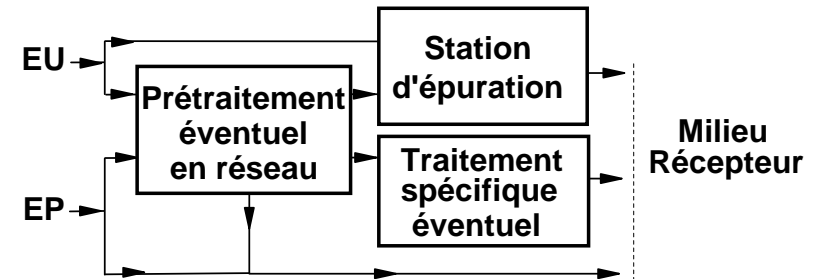 EU
EP
Prétraitement
éventuel
en réseau
Station
d'épuration
Traitement
spécifique
éventuel
Milieu
Récepteur